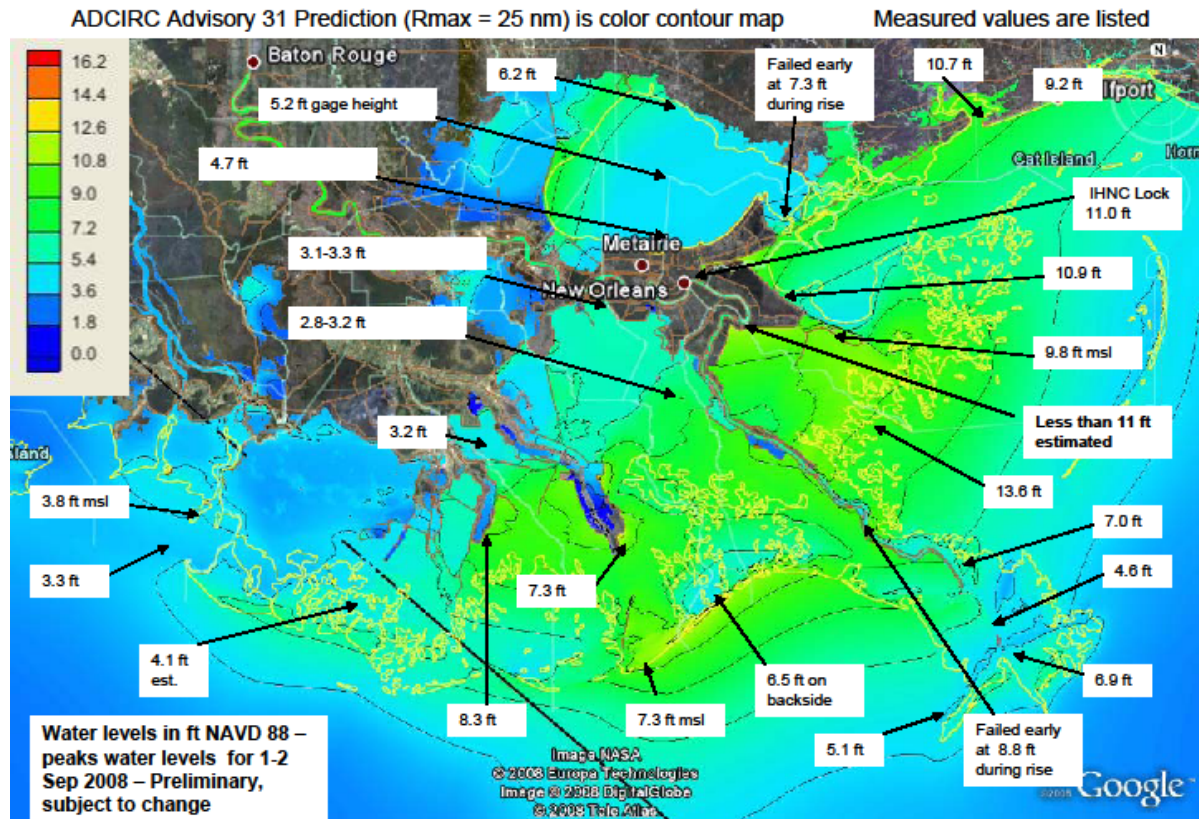 ADCIRC Advisory 31 Prediction (Rmax = 25 nm) is color contour map
Measured values are listed
16.2
14.4
12.6
10.8
9.0
7.2
5.4
3.6
1.8
0.0
Baton Rouge
6.2 ft
Failed early
at 7.3 ft
during rise
10.7 ft
9.2 ft
lfport
N
5.2 ft gage height
Cat Island
Horn
4.7 ft
IHNC Lock
11.0 ft
Metairie
3.1-3.3 ft
New Orleans
10.9 ft
2.8-3.2 ft
9.8 ft msl
Less than 11 ft
estimated
3.2 ft
sland
13.6 ft
3.8 ft msl
7.0 ft
3.3 ft
7.3 ft
4.6 ft
4.1 ft
est.
6.5 ft on
backside
6.9 ft
8.3 ft
7.3 ft msl
5.1 ft
Failed early
at 8.8 ft
during rise
Water levels in ft NAVD 88 –
peaks water levels for 1-2
Sep 2008 – Preliminary,
subject to change
Image NASA
© 2008 Europa Technologies
Image © 2008 DigitalGlobe
© 2008 Tele Atlas
©2008 Google